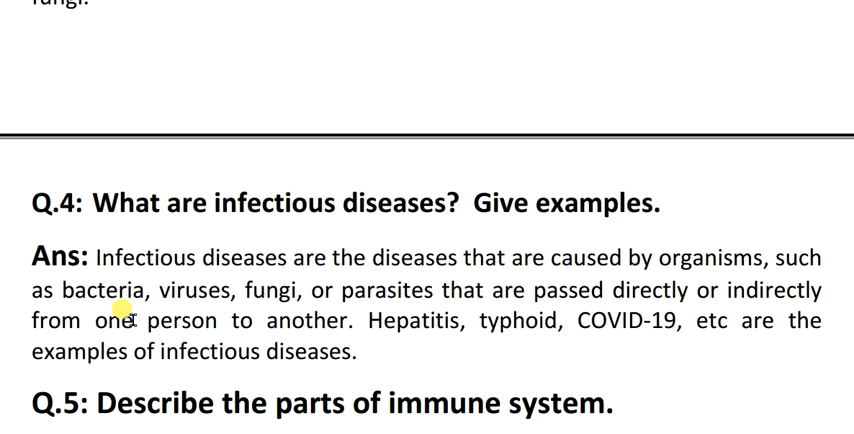 fungi.
Q.4: What are infectious diseases? Give examples.
Ans: Infectious diseases are the diseases that are caused by organisms, such
as bacteria, viruses, fungi, or parasites that are passed directly or indirectly
from one person to another. Hepatitis, typhoid, COVID-19, etc are the
examples of infectious diseases.
Q.5: Describe the parts of immune system.